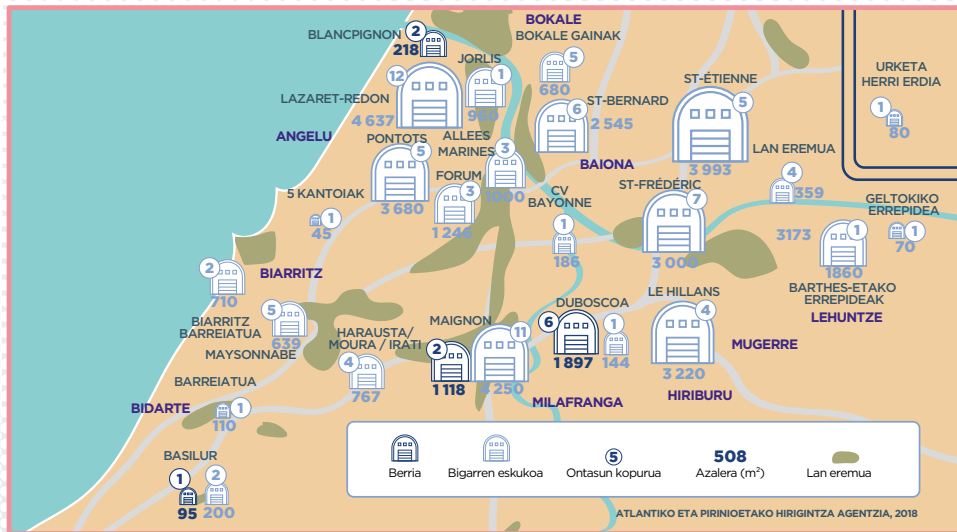 BOKALE
BOKALE GAINAK
5
680
BLANCPIGNON
2
218
JORLIS
1
LAZARET-REDON
12
4 637
ANGELU
ST-BERNARD
6
2 545
ST-ÉTIENNE
5
3 993
URKETA
HERRI ERDIA
1
80
PONTOTS
5
3 680
ALLEES
MARINES
3
1000
FORUM
3
1 246
BAIONA
LAN EREMUA
4
359
5 KANTOIAK
1
45
CV
BAYONNE
1
186
ST-FRÉDÉRIC
7
3 000
GELTOKIKO
ERREPIDEA
1
70
3173
1
1860
BARTHES-ETAKO
ERREPIDEAK
LEHUNTZE
BIARRITZ
2
710
BIARRITZ
BARREIATUA
5
639
MAYSONNABE
HARAUSTA/
MOURA / IRATI
4
767
MAIGNON
2
1 118
11
DUBOSCOA
6
1 897
1
144
LE HILLANS
4
3 220
MUGERRE
HIRIBURU
MILAFRANGA
BARREIATUA
1
110
BIDARTE
BASILUR
1
95
2
200
Berria
Bigarren eskukoa
5
Ontasun kopurua
508
Azalera (m²)
Lan eremua
ATLANTIKO ETA PIRINIOETAKO HIRIGINTZA AGENTZIA, 2018